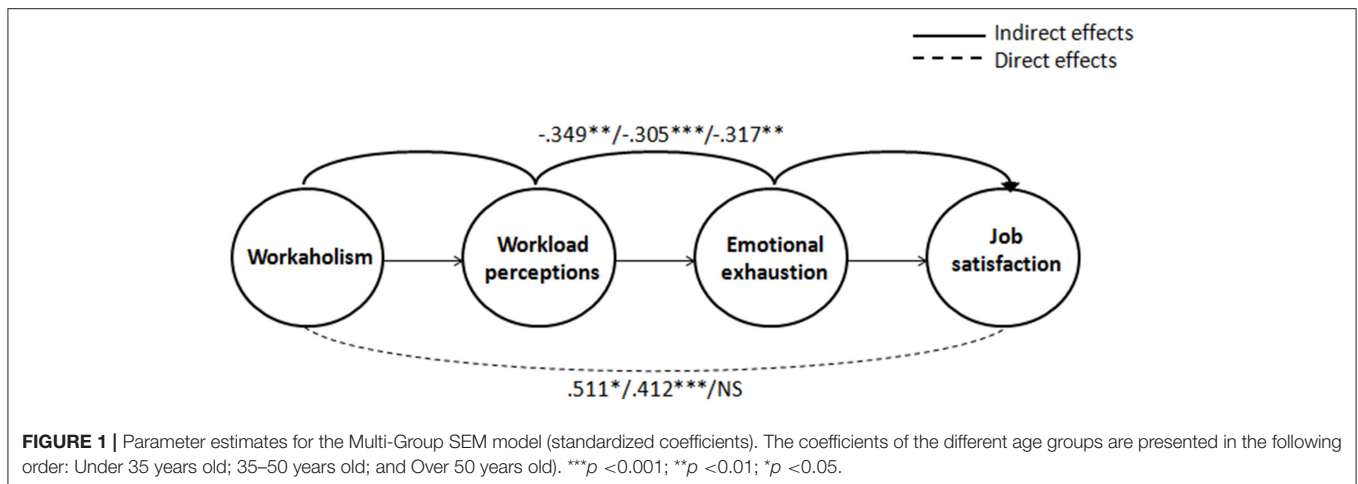 Indirect effects
Direct effects
-.349**/-.305***/-.317**
Workaholism
Workload
perceptions
Emotional
exhaustion
Job
satisfaction
.511*/.412***/NS
FIGURE 1 | Parameter estimates for the Multi-Group SEM model (standardized coefficients). The coefficients of the different age groups are presented in the following
order: Under 35 years old; 35–50 years old; and Over 50 years old). ***p <0.001; **p <0.01; *p <0.05.